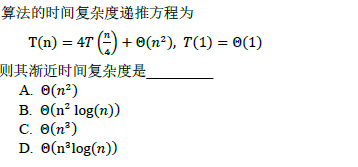 算法的时间复杂度递推方程为
T(n) = 4T(n/4) + Θ(n²), T(1) = Θ(1)
则其渐近时间复杂度是__________
A. Θ(n²)
B. Θ(n² log(n))
C. Θ(n³)
D. Θ(n³log(n))